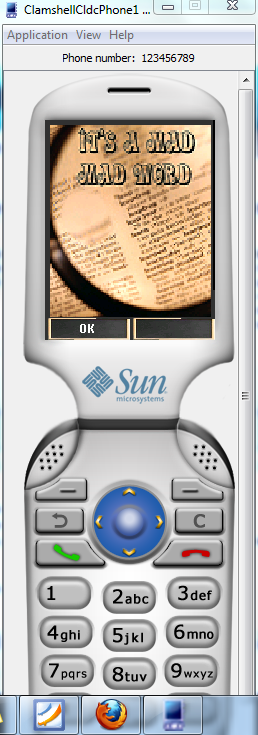 ClamshellCldcPhone1 ...
Application View Help
Phone number: 123456789
IT'S A MAD
MAD WORD
OK
Sun
microsystems
C
1
2abc
3def
4ghi
5jkl
6mno
7pqrs
8tuv
9wxyz